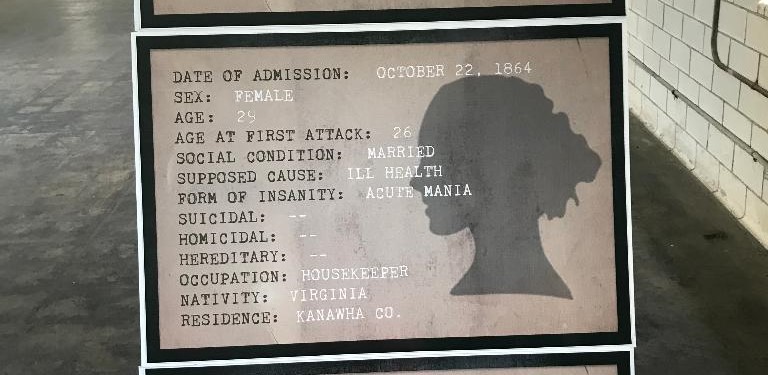 DATE OF ADMISSION: OCTOBER 22, 1864
SEX: FEMALE
AGE: 29
AGE AT FIRST ATTACK: 26
SOCIAL CONDITION: MARRIED
SUPPOSED CAUSE: ILL HEALTH
FORM OF INSANITY: ACUTE MANIA
SUICIDAL: --
HOMICIDAL: --
HEREDITARY: --
OCCUPATION: HOUSEKEEPER
NATIVITY: VIRGINIA
RESIDENCE: KANAWHA CO.